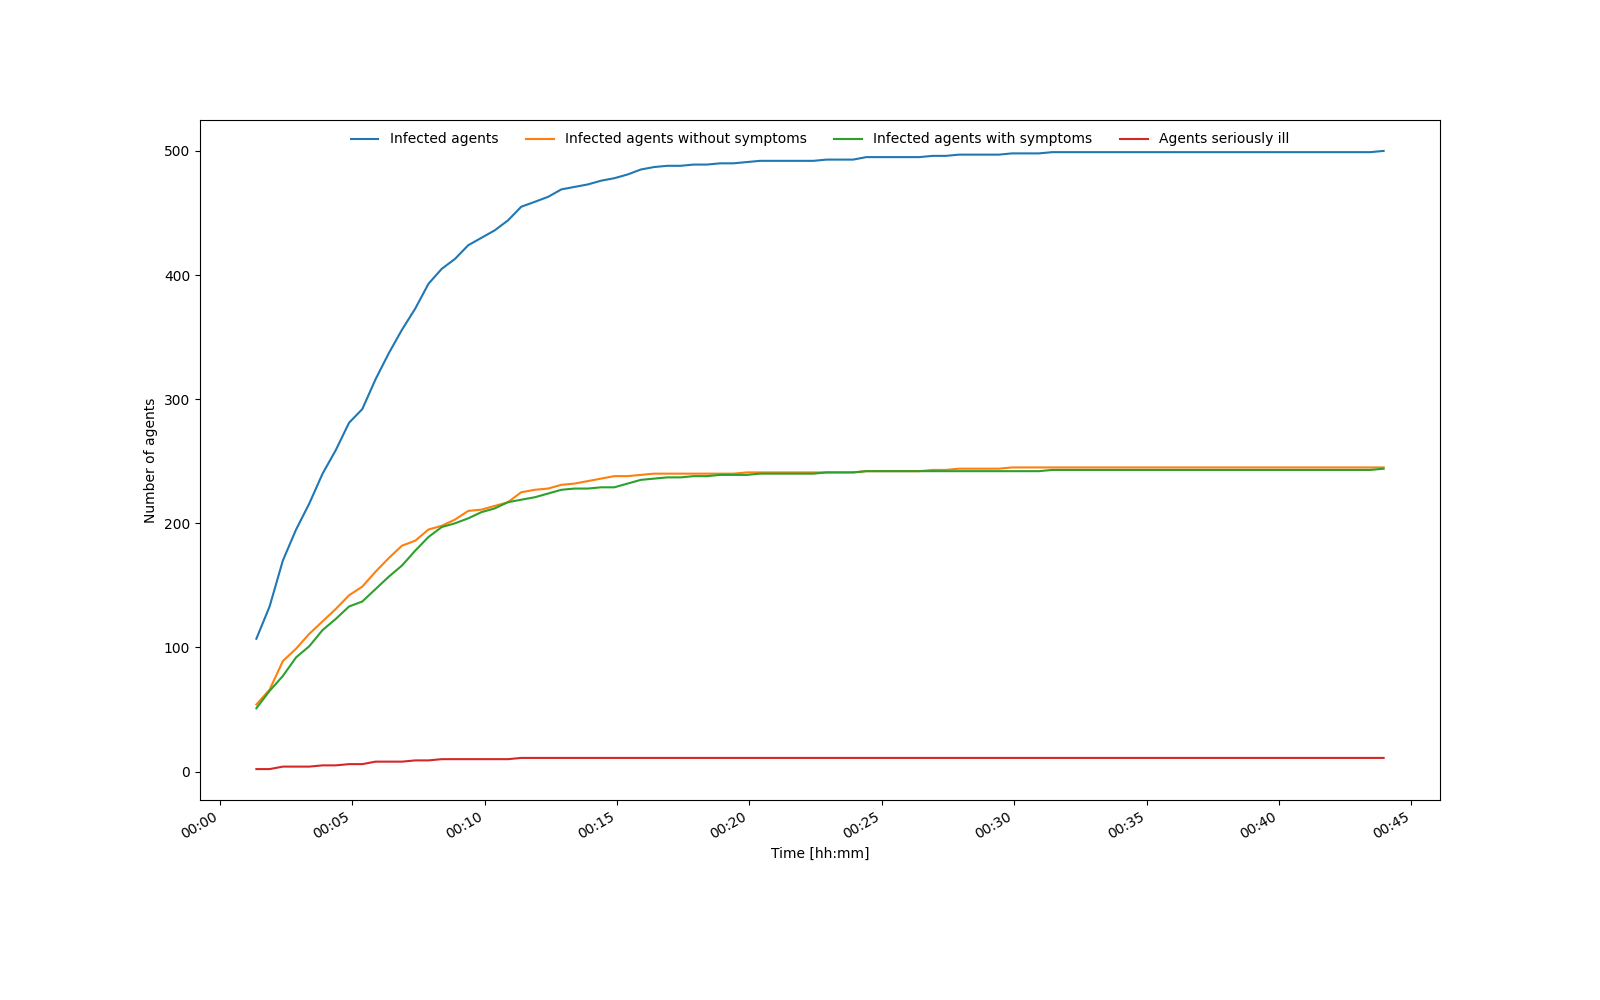 Infected agents Infected agents without symptoms Infected agents with symptoms Agents seriously ill
500
400
300
200
100
0
Number of agents
00:00 00:05 00:10 00:15 00:20 00:25 00:30 00:35 00:40 00:45
Time [hh:mm]